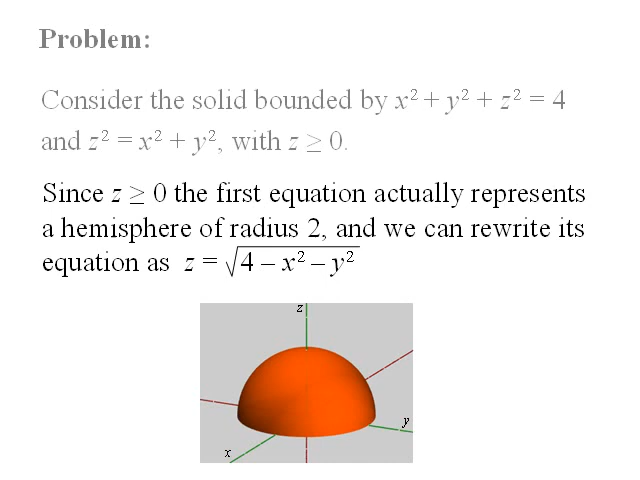 Problem:
Consider the solid bounded by x² + y² + z² = 4
and z² = x² + y², with z ≥ 0.
Since z ≥ 0 the first equation actually represents
a hemisphere of radius 2, and we can rewrite its
equation as z = √(4 – x² – y²)
z
y
x